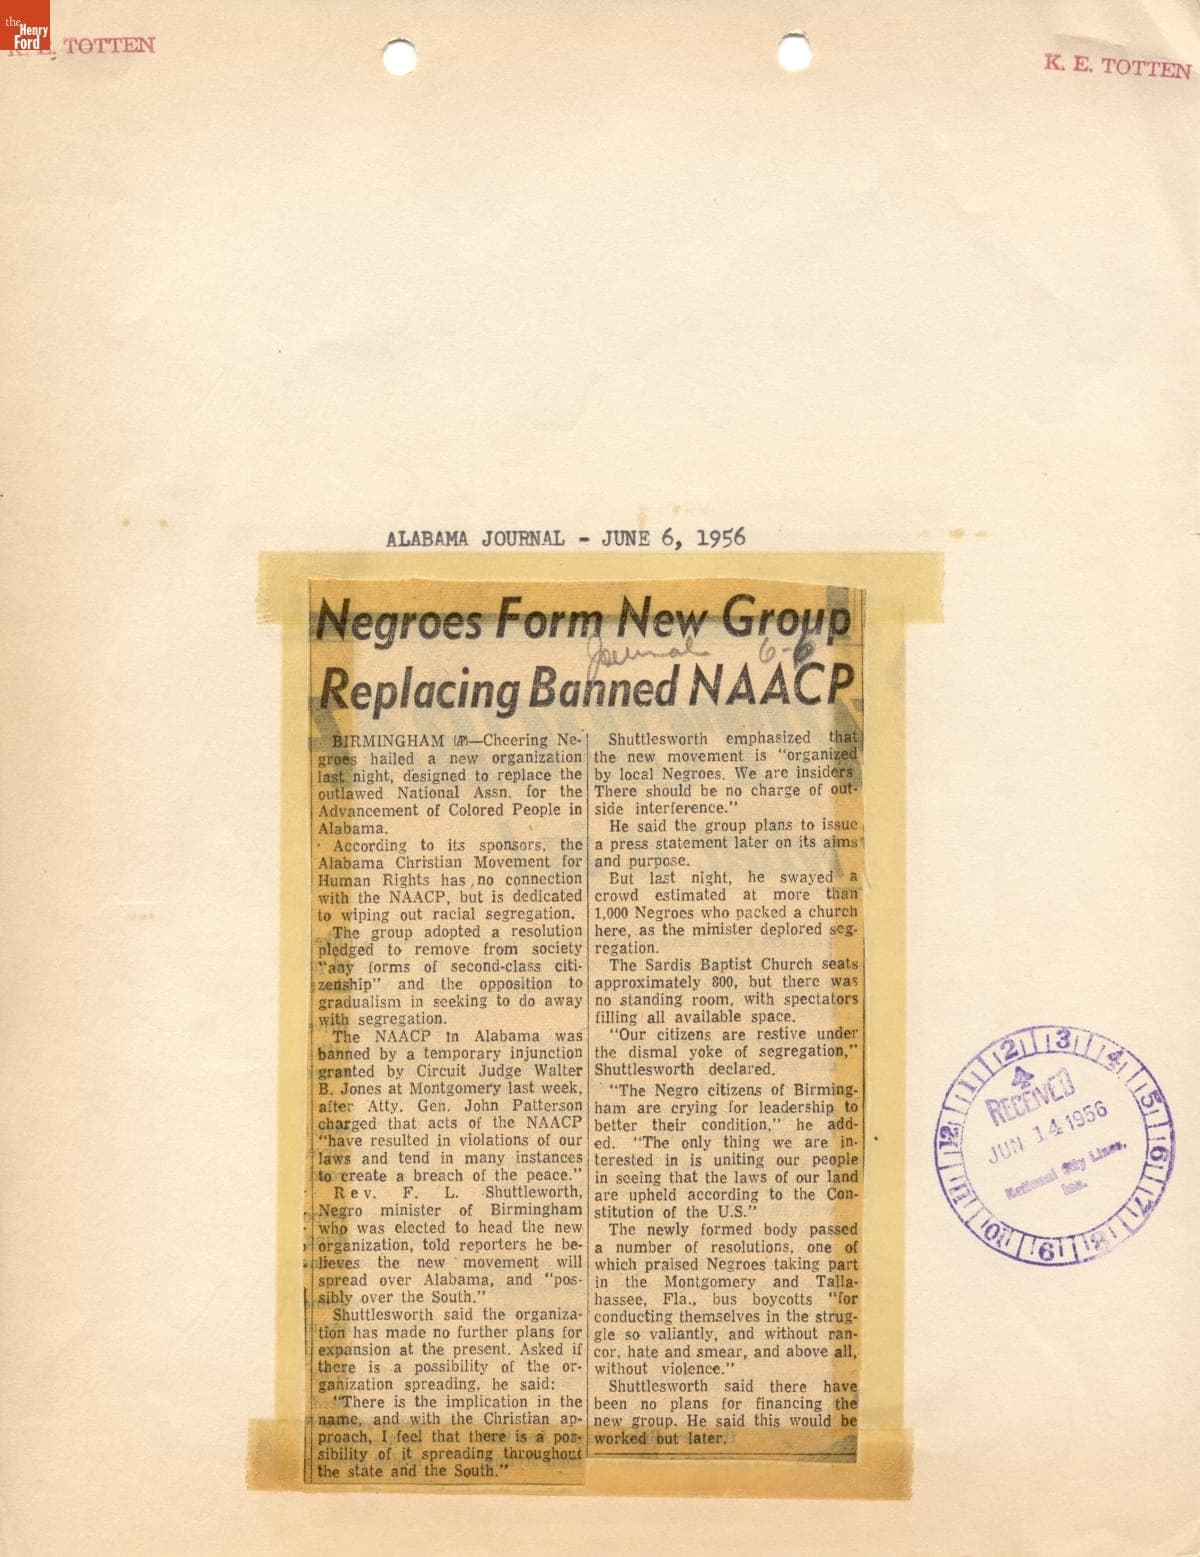 the
Henry
Ford
K. E. TOTTEN
K. E. TOTTEN
ALABAMA JOURNAL - JUNE 6, 1956
Negroes Form New Group
Journal 6-6
Replacing Banned NAACP
BIRMINGHAM (AP)—Cheering Ne-
groes hailed a new organization
last night, designed to replace the
outlawed National Assn. for the
Advancement of Colored People in
Alabama.
According to its sponsors, the
Alabama Christian Movement for
Human Rights has no connection
with the NAACP, but is dedicated
to wiping out racial segregation.
The group adopted a resolution
pledged to remove from society
"any forms of second-class citi-
zenship" and the opposition to
gradualism in seeking to do away
with segregation.
The NAACP in Alabama was
banned by a temporary injunction
granted by Circuit Judge Walter
B. Jones at Montgomery last week,
after Atty. Gen. John Patterson
charged that acts of the NAACP
"have resulted in violations of our
laws and tend in many instances
to create a breach of the peace."
Rev. F. L. Shuttleworth,
Negro minister of Birmingham
who was elected to head the new
organization, told reporters he be-
lieves the new movement will
spread over Alabama, and "pos-
sibly over the South."
Shuttlesworth said the organiza-
tion has made no further plans for
expansion at the present. Asked if
there is a possibility of the or-
ganization spreading, he said:
"There is the implication in the
name, and with the Christian ap-
proach, I feel that there is a pos-
sibility of it spreading throughout
the state and the South."
Shuttlesworth emphasized that
the new movement is "organized
by local Negroes. We are insiders
There should be no charge of out-
side interference."
He said the group plans to issue
a press statement later on its aims
and purpose.
But last night, he swayed a
crowd estimated at more than
1,000 Negroes who packed a church
here, as the minister deplored seg-
regation.
The Sardis Baptist Church seats
approximately 800, but there was
no standing room, with spectators
filling all available space.
"Our citizens are restive under
the dismal yoke of segregation,"
Shuttlesworth declared.
"The Negro citizens of Birming-
ham are crying for leadership to
better their condition," he add-
ed. "The only thing we are in-
terested in is uniting our people
in seeing that the laws of our land
are upheld according to the Con-
stitution of the U.S."
The newly formed body passed
a number of resolutions, one of
which praised Negroes taking part
in the Montgomery and Talla-
hassee, Fla., bus boycotts "for
conducting themselves in the strug-
gle so valiantly, and without ran-
cor, hate and smear, and above all,
without violence."
Shuttlesworth said there have
been no plans for financing the
new group. He said this would be
worked out later.
12 1 2 3 4 5 6 7 8 9 10 11
RECEIVED
JUN 14 1956
National City Lines,
Inc.